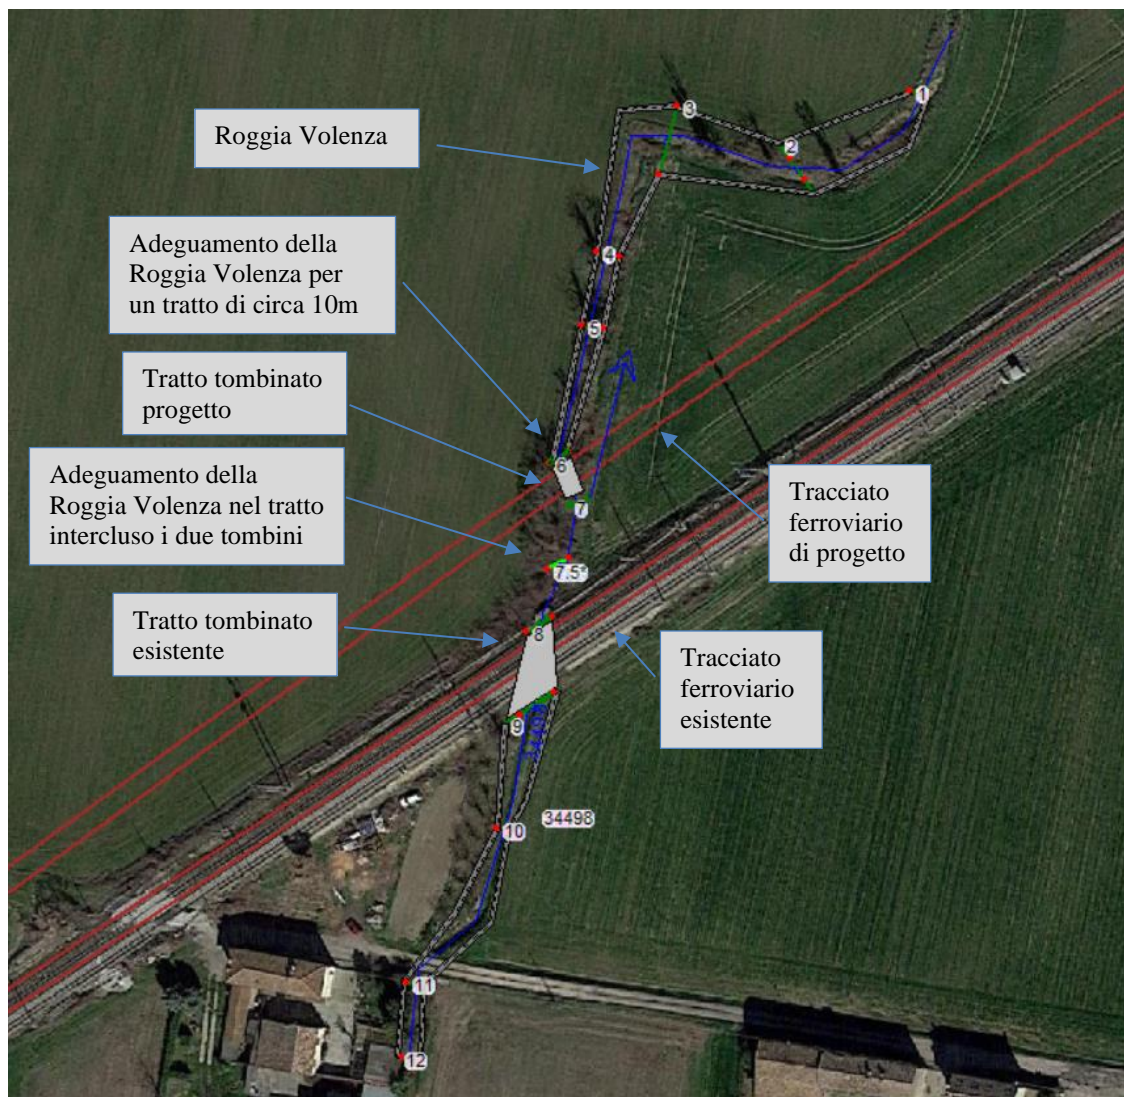 1
3
Roggia Volenza
2
Adeguamento della
Roggia Volenza per
un tratto di circa 10m
4
5
Tratto tombinato
progetto
6
Adeguamento della
Roggia Volenza nel tratto
intercluso i due tombini
7
Tracciato
ferroviario
di progetto
7.5*
Tratto tombinato
esistente
8
Tracciato
ferroviario
esistente
9
34498
10
11
12